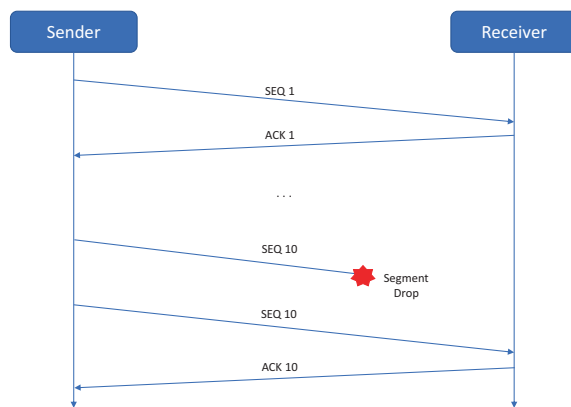 Sender
Receiver
SEQ 1
ACK 1
. . .
SEQ 10
Segment
Drop
SEQ 10
ACK 10